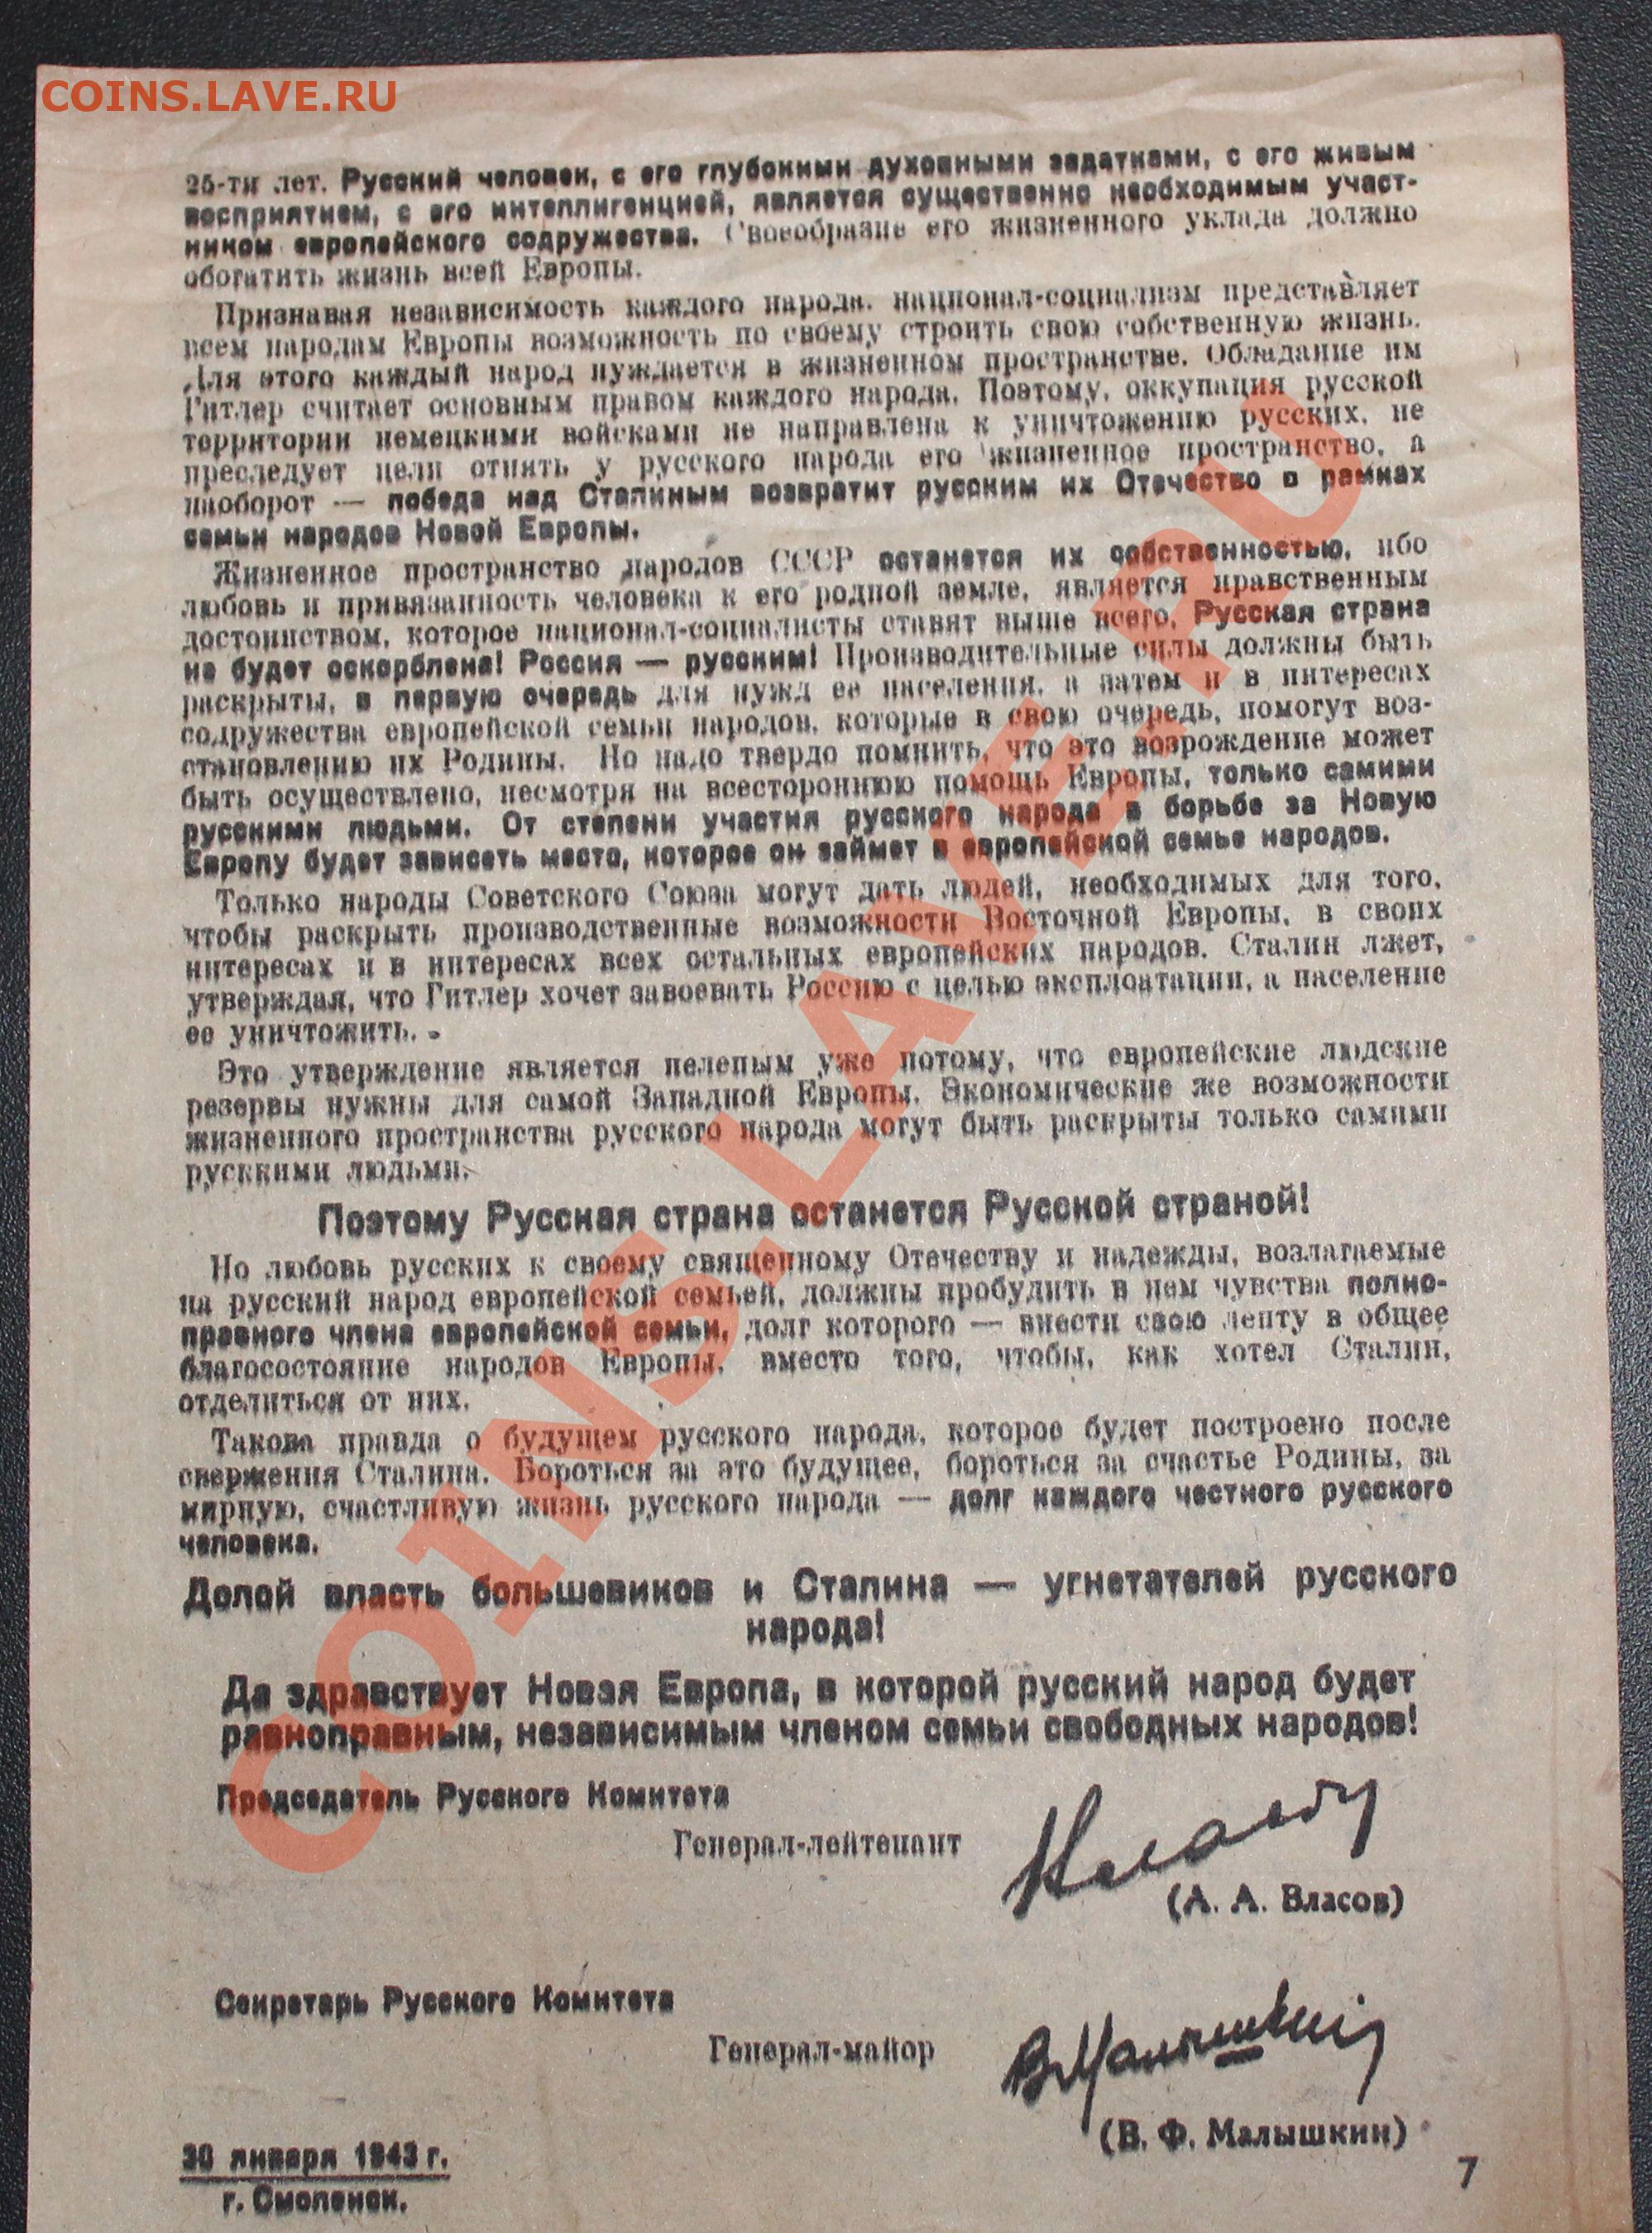 COINS.LAVE.RU
25-ти лет. Русский человек, с его глубокими духовными задатками, с его живым
восприятием, с его интеллигенцией, является существенно необходимым участ-
ником европейского содружества. Своеобразие его жизненного уклада должно
обогатить жизнь всей Европы.
Признавая независимость каждого народа, национал-социализм представляет
всем народам Европы возможность по своему строить свою собственную жизнь.
Для этого каждый народ нуждается в жизненном пространстве. Обладание им
Гитлер считает основным правом каждого народа. Поэтому, оккупация русской
территории немецкими войсками не направлена к уничтожению русских, не
преследует цели отнять у русского народа его жизненное пространство, а
наоборот — победа над Сталиным возвратит русским их Отечество в рамках
семьи народов Новой Европы.
Жизненное пространство народов СССР останется их собственностью, ибо
любовь и привязанность человека к его родной земле, является нравственным
достоинством, которое национал-социалисты ставят выше всего. Русская страна
не будет оскорблена! Россия — русским! Производительные силы должны быть
раскрыты, в первую очередь для нужд ее населения, а затем и в интересах
содружества европейской семьи народов, которые в свою очередь, помогут воз-
становлению их Родины. Но надо твердо помнить, что это возрождение может
быть осуществлено, несмотря на всестороннюю помощь Европы, только самими
русскими людьми. От степени участия русского народа в борьбе за Новую
Европу будет зависеть место, которое он займет в европейской семье народов.
Только народы Советского Союза могут дать людей, необходимых для того,
чтобы раскрыть производственные возможности Восточной Европы, в своих
интересах и в интересах всех остальных европейских народов. Сталин лжет,
утверждая, что Гитлер хочет завоевать Россию с целью эксплоатации, а население
ее уничтожить.
Это утверждение является нелепым уже потому, что европейские людские
резервы нужны для самой Западной Европы. Экономические же возможности
жизненного пространства русского народа могут быть раскрыты только самими
русккими людьми.
Поэтому Русская страна останется Русской страной!
Но любовь русских к своему священному Отечеству и надежды, возлагаемые
на русский народ европейской семьей, должны пробудить в нем чувства полно-
правного члена европейской семьи, долг которого — внести свою лепту в общее
благосостояние народов Европы, вместо того, чтобы, как хотел Сталин,
отделиться от них.
Такова правда о будущем русского народа, которое будет построено после
свержения Сталина. Бороться за это будущее, бороться за счастье Родины, за
мирную, счастливую жизнь русского народа — долг каждого честного русского
человека.
Долой власть большевиков и Сталина — угнетателей русского
народа!
Да здравствует Новая Европа, в которой русский народ будет
равноправным, независимым членом семьи свободных народов!
Председатель Русского Комитета
Генерал-лейтенант
(А. А. Власов)
Секретарь Русского Комитета
Генерал-майор
ВМалышкин
(В. Ф. Малышкин)
30 января 1943 г.
г. Смоленск.
7
COINS.LAVE.RU